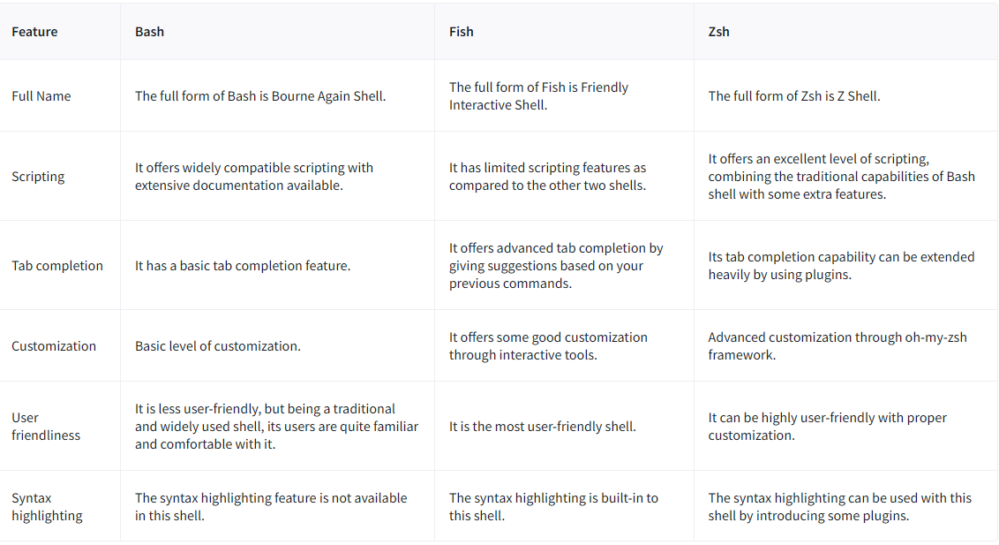 Feature
Bash
Fish
Zsh
Full Name
The full form of Bash is Bourne Again Shell.
The full form of Fish is Friendly
Interactive Shell.
The full form of Zsh is Z Shell.
Scripting
It offers widely compatible scripting with
extensive documentation available.
It has limited scripting features as
compared to the other two shells.
It offers an excellent level of scripting,
combining the traditional capabilities of Bash
shell with some extra features.
Tab completion
It has a basic tab completion feature.
It offers advanced tab completion by
giving suggestions based on your
previous commands.
Its tab completion capability can be extended
heavily by using plugins.
Customization
Basic level of customization.
It offers some good customization
through interactive tools.
Advanced customization through oh-my-zsh
framework.
User
friendliness
It is less user-friendly, but being a traditional
and widely used shell, its users are quite familiar
and comfortable with it.
It is the most user-friendly shell.
It can be highly user-friendly with proper
customization.
Syntax
highlighting
The syntax highlighting feature is not available
in this shell.
The syntax highlighting is built-in to
this shell.
The syntax highlighting can be used with this
shell by introducing some plugins.